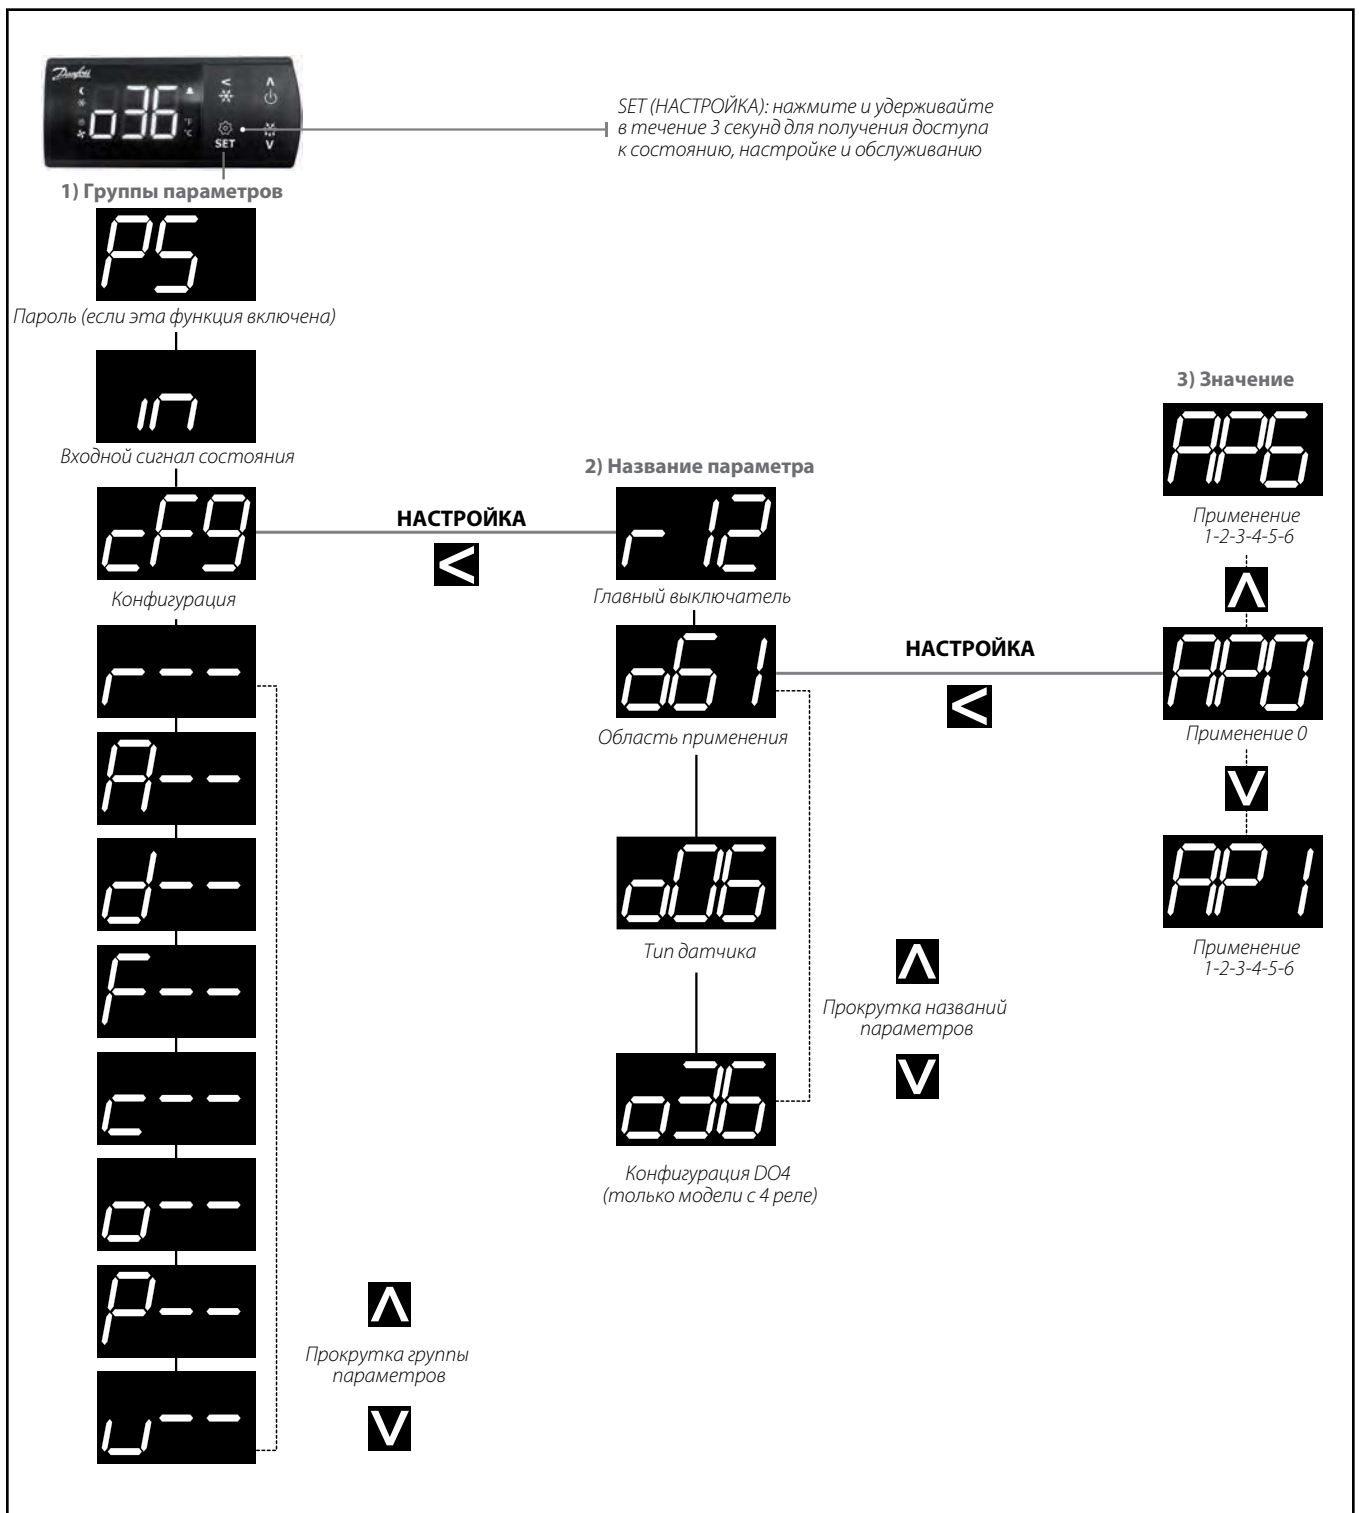 Danfoss
o36
°F
°C
SET
SET (НАСТРОЙКА): нажмите и удерживайте
в течение 3 секунд для получения доступа
к состоянию, настройке и обслуживанию
1) Группы параметров
PS
Пароль (если эта функция включена)
in
Входной сигнал состояния
cFg
Конфигурация
r--
A--
d--
F--
c--
o--
P--
u--
Прокрутка группы
параметров
НАСТРОЙКА
<
2) Название параметра
r 12
Главный выключатель
o61
Область применения
o06
Тип датчика
o36
Конфигурация DO4
(только модели с 4 реле)
Прокрутка названий
параметров
НАСТРОЙКА
<
3) Значение
AP6
Применение
1-2-3-4-5-6
AP0
Применение 0
AP1
Применение
1-2-3-4-5-6